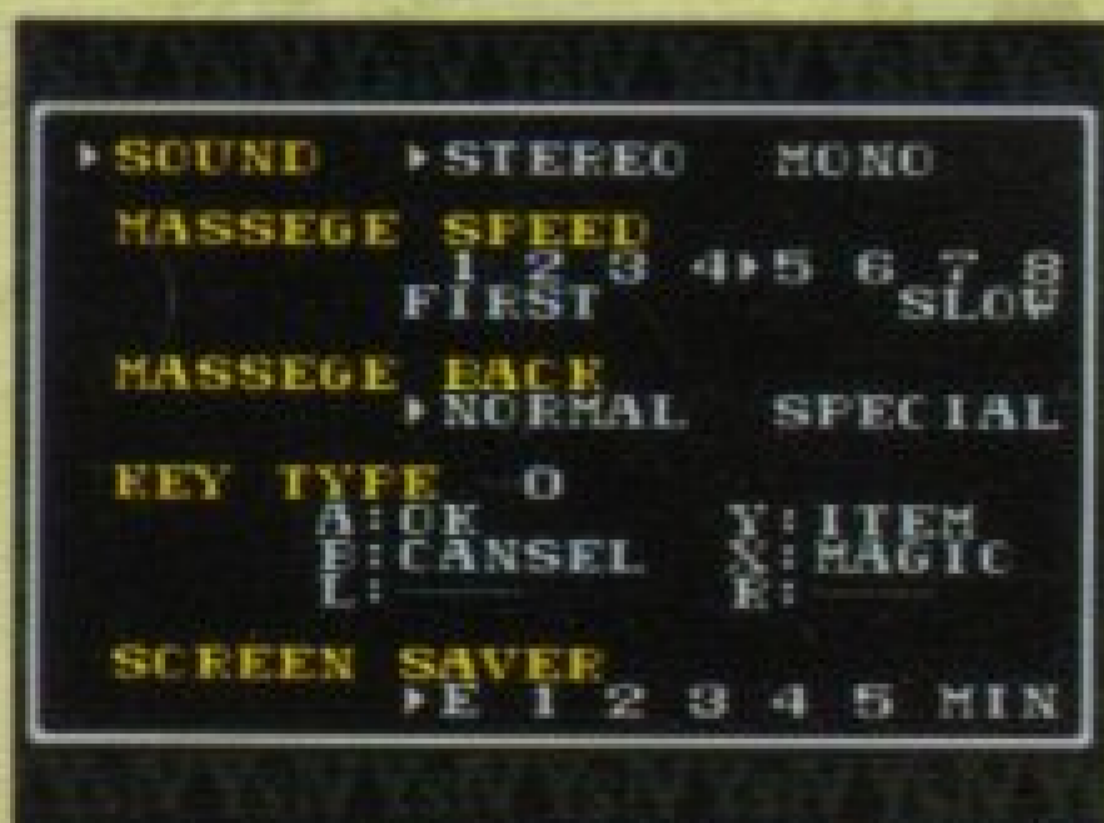 SOUND STEREO MONO
MASSEGE SPEED
1 2 3 4 5 6 7 8
FIRST SLOW
MASSEGE BACK
NORMAL SPECIAL
KEY TYPE 0
A:OK Y:ITEM
B:CANSEL X:MAGIC
L:------ R:------
SCREEN SAVER
E 1 2 3 4 5 MIN